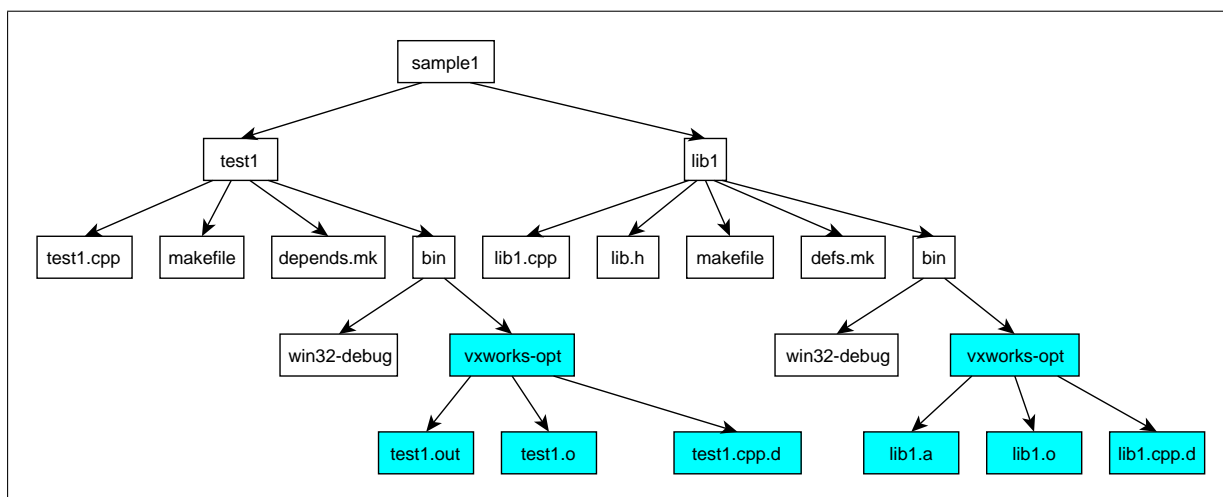 sample1
test1
lib1
test1.cpp
makefile
depends.mk
bin
lib1.cpp
lib.h
makefile
defs.mk
bin
win32-debug
vxworks-opt
win32-debug
vxworks-opt
test1.out
test1.o
test1.cpp.d
lib1.a
lib1.o
lib1.cpp.d